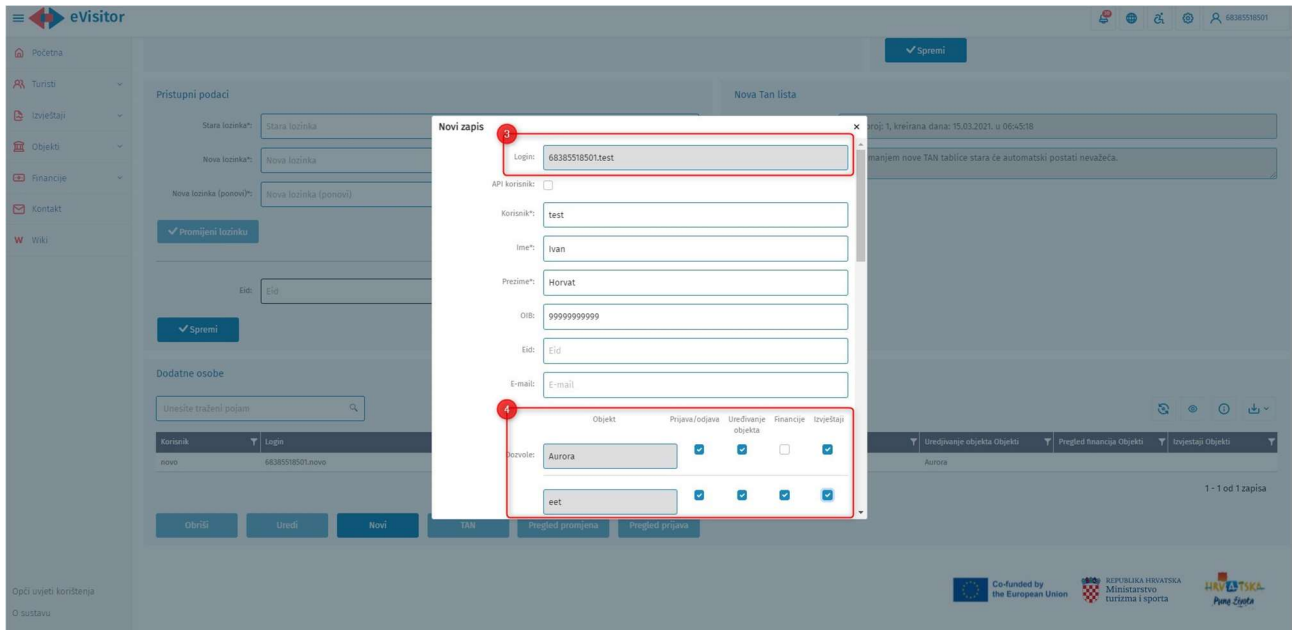 eVisitor
20
68385518501
Početna
Turisti
Izvještaji
Objekti
Financije
Kontakt
Wiki
Spremi
Pristupni podaci
Nova Tan lista
Stara lozinka*: Stara lozinka
broj: 1, kreirana dana: 15.03.2021. u 06:45:18
Nova lozinka*: Nova lozinka
nove TAN tablice stara će automatski postati nevažeća.
Nova lozinka (ponovi)*: Nova lozinka (ponovi)
Promijeni lozinku
Eid: Eid
Spremi
Novi zapis
×
3
Login: 68385518501.test
API korisnik:
Korisnik*: test
Ime*: Ivan
Prezime*: Horvat
OIB: 99999999999
Eid: Eid
E-mail: E-mail
4
Objekt Prijava/odjava Uređivanje objekta Financije Izvještaji
Dozvole: Aurora
eet
Dodatne osobe
Unesite traženi pojam
Korisnik Login Uredjivanje objekta Objekti Pregled financija Objekti Izvjestaji Objekti
novo 68385518501.novo Aurora
1 - 1 od 1 zapisa
Obriši Uredi Novi TAN Pregled promjena Pregled prijava
Opći uvjeti korištenja
O sustavu
Co-funded by
the European Union
REPUBLIKA HRVATSKA
Ministarstvo
turizma i sporta
HRVATSKA
Puna života